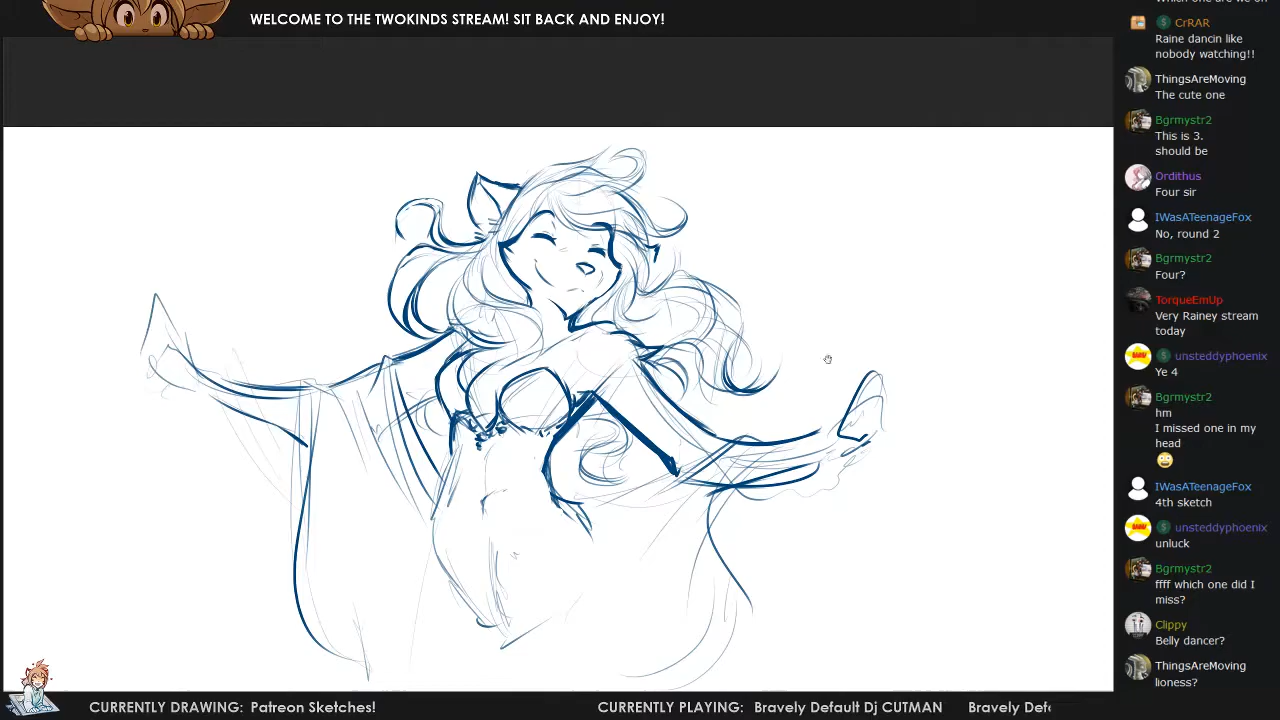 WELCOME TO THE TWOKINDS STREAM! SIT BACK AND ENJOY!
CrRAR
Raine dancin like
nobody watching!!
ThingsAreMoving
The cute one
Bgrmystr2
This is 3.
should be
Ordithus
Four sir
IWasATeenageFox
No, round 2
Bgrmystr2
Four?
TorqueEmUp
Very Rainey stream
today
unsteddyphoenix
Ye 4
Bgrmystr2
hm
I missed one in my
head
IWasATeenageFox
4th sketch
unsteddyphoenix
unluck
Bgrmystr2
ffff which one did I
miss?
Clippy
Belly dancer?
ThingsAreMoving
lioness?
CURRENTLY DRAWING: Patreon Sketches!
CURRENTLY PLAYING: Bravely Default Dj CUTMAN Bravely Defa